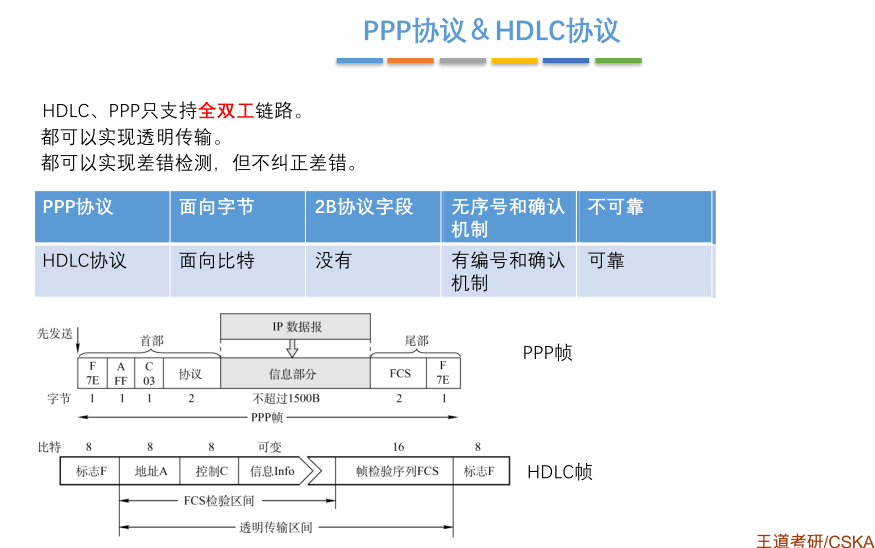 PPP协议&HDLC协议
HDLC、PPP只支持全双工链路。
都可以实现透明传输。
都可以实现差错检测，但不纠正差错。
PPP协议 面向字节 2B协议字段 无序号和确认机制 不可靠
HDLC协议 面向比特 没有 有编号和确认机制 可靠
IP 数据报
先发送 首部 尾部
F 7E A FF C 03 协议 信息部分 FCS F 7E
PPP帧
字节 1 1 1 2 不超过1500B 2 1
PPP帧
比特 8 8 8 可变 16 8
标志F 地址A 控制C 信息Info 帧检验序列FCS 标志F
HDLC帧
FCS检验区间
透明传输区间
王道考研/CSKA